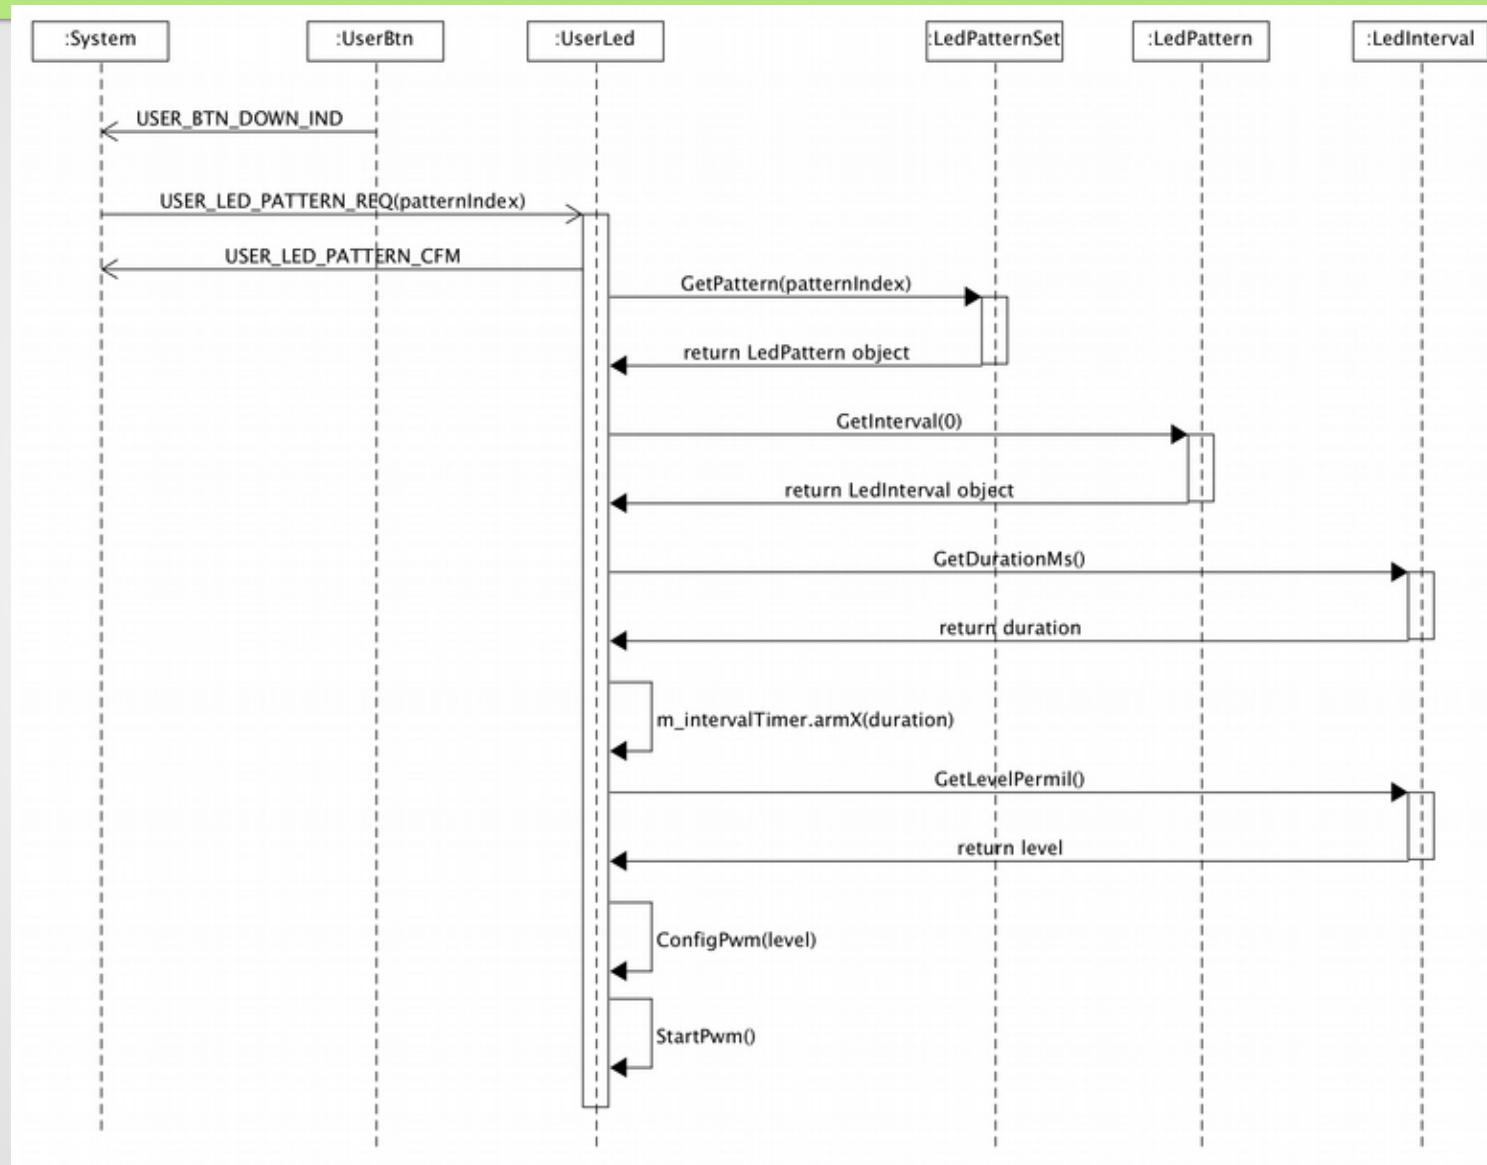 :System
:UserBtn
:UserLed
:LedPatternSet
:LedPattern
:LedInterval
USER_BTN_DOWN_IND
USER_LED_PATTERN_REQ(patternIndex)
USER_LED_PATTERN_CFM
GetPattern(patternIndex)
return LedPattern object
GetInterval(0)
return LedInterval object
GetDurationMs()
return duration
m_intervalTimer.armX(duration)
GetLevelPermil()
return level
ConfigPwm(level)
StartPwm()